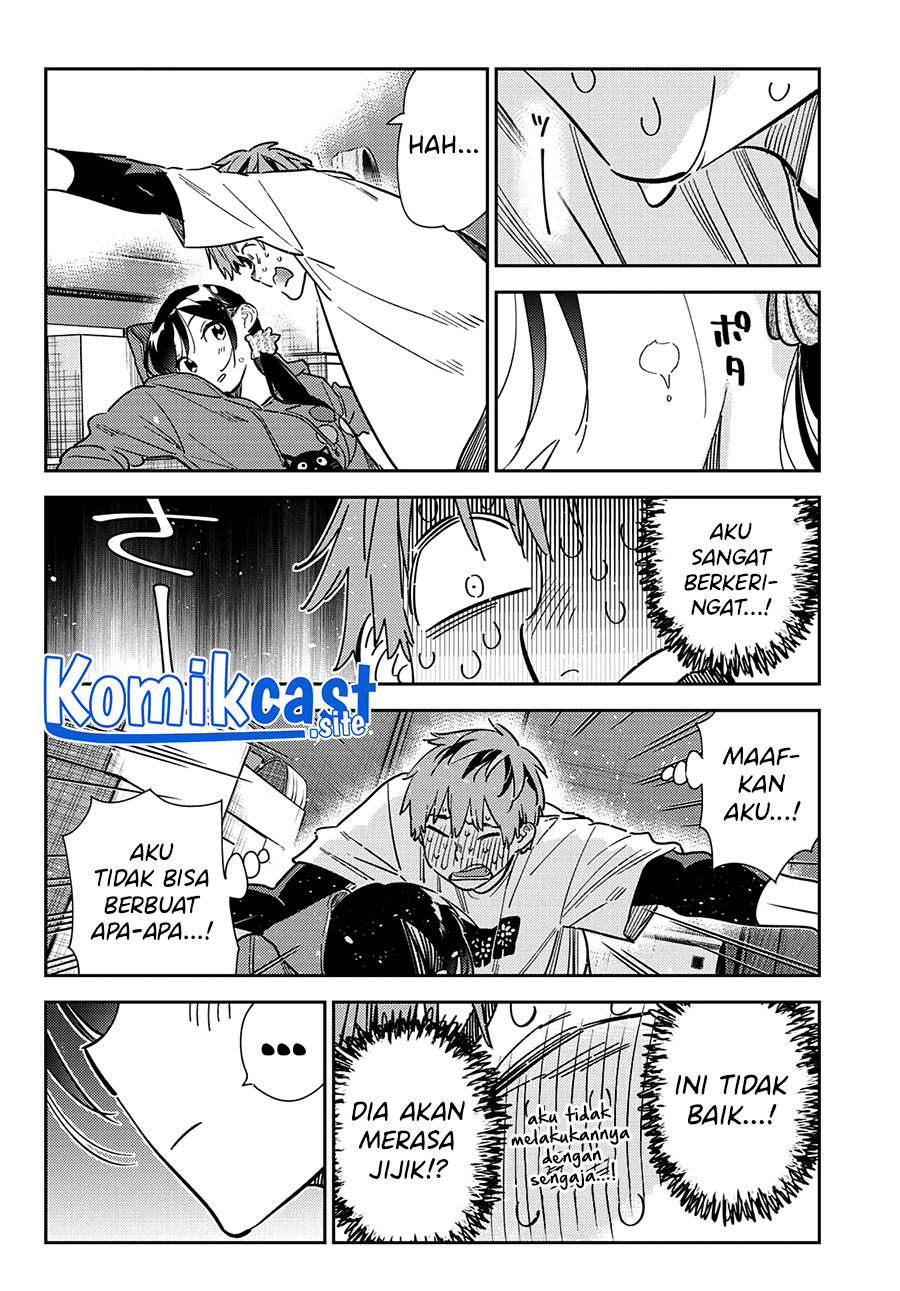 ツー
HAH...
ポタ
AKU
SANGAT
BERKERI-
NGAT...!
さー
Komikcast
.site
MAAF-
KAN
AKU...!
AKU
TIDAK BISA
BERBUAT
APA-APA...!
INI TIDAK
BAIK...!
aku tidak
melakukannya
dengan
sengaja...!
DIA AKAN
MERASA
JIJIK!?
...